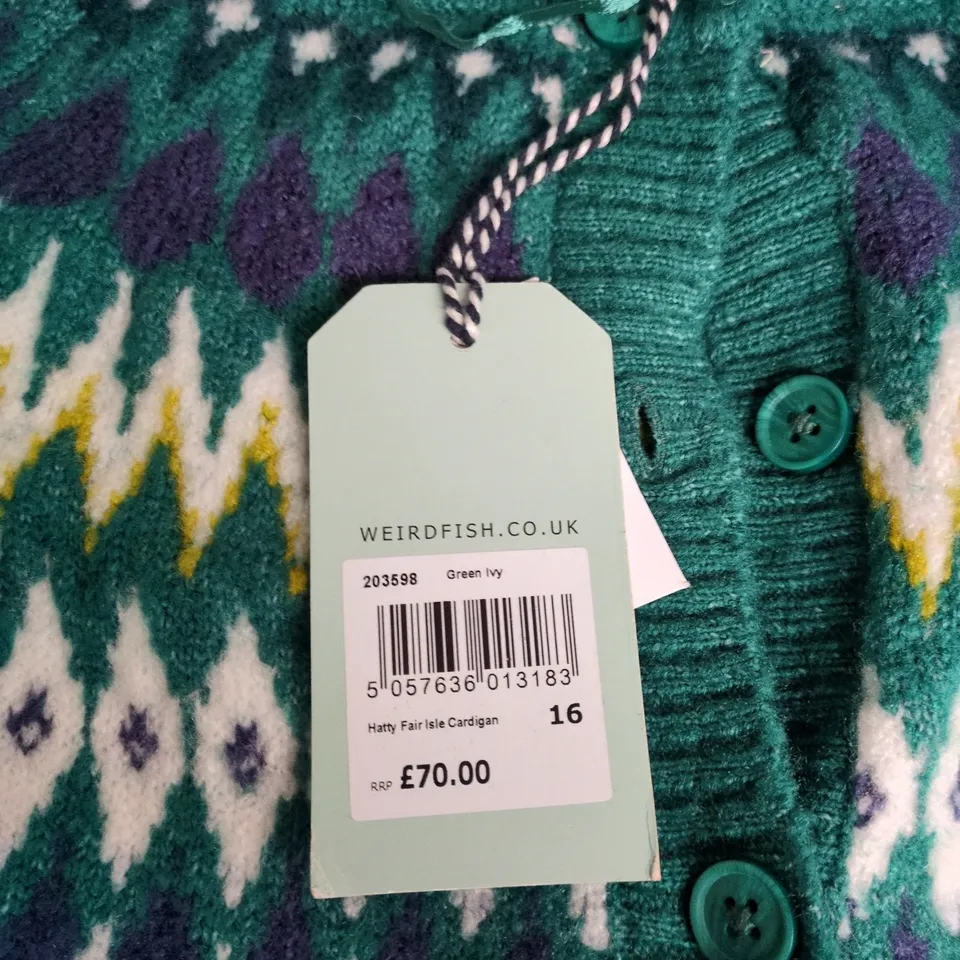 WEIRDFISH.CO.UK
203598 Green Ivy
5 057636 013183
Hatty Fair Isle Cardigan 16
RRP £70.00